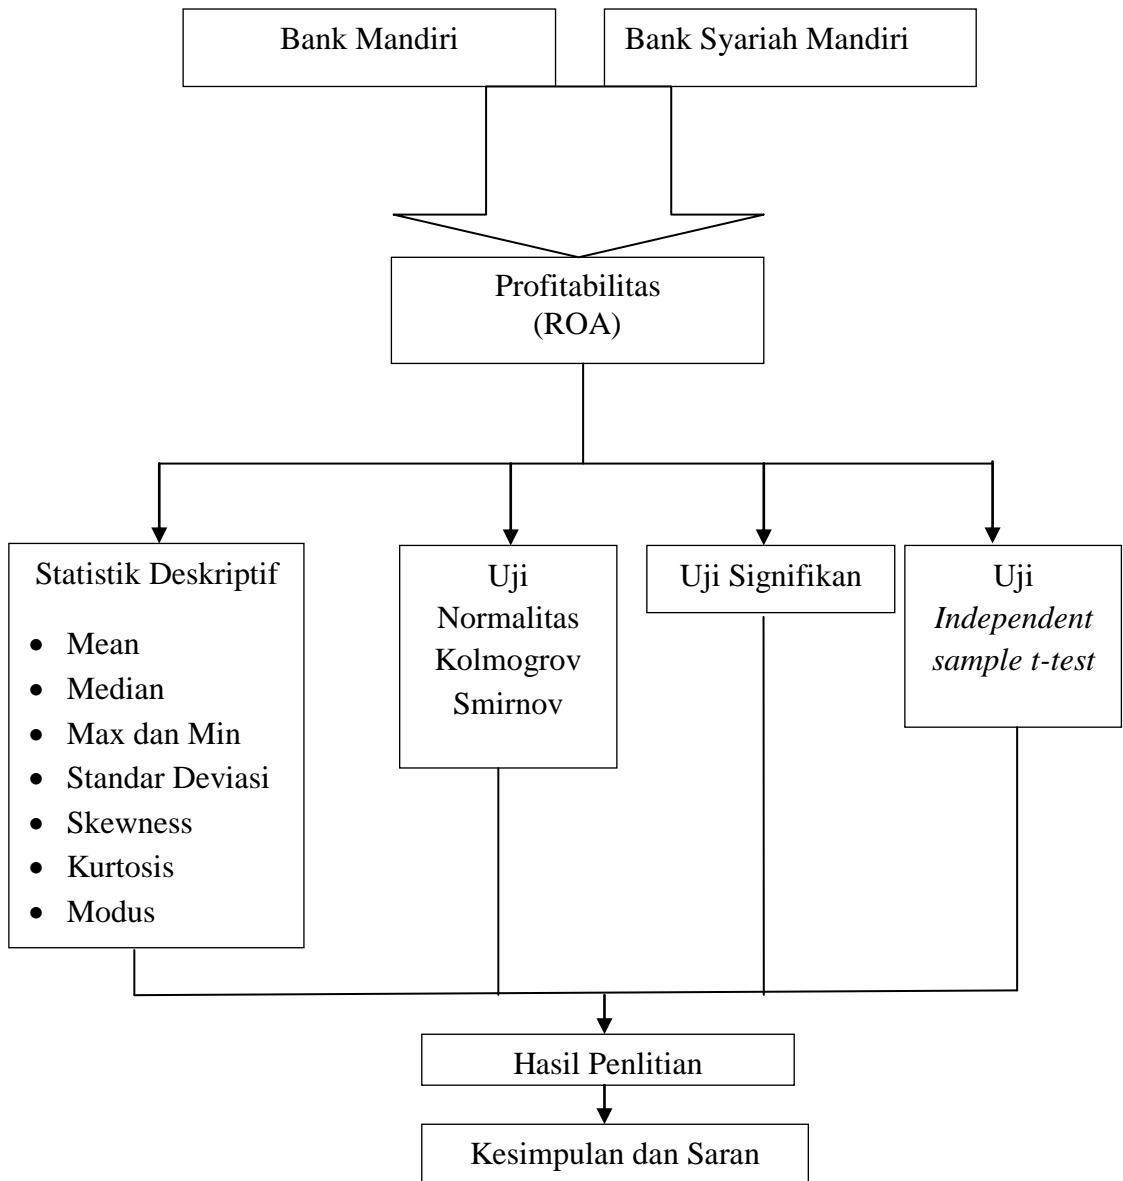 Bank Mandiri
Bank Syariah Mandiri
Profitabilitas
(ROA)
Statistik Deskriptif
• Mean
• Median
• Max dan Min
• Standar Deviasi
• Skewness
• Kurtosis
• Modus
Uji
Normalitas
Kolmogrov
Smirnov
Uji Signifikan
Uji
Independent
sample t-test
Hasil Penlitian
Kesimpulan dan Saran